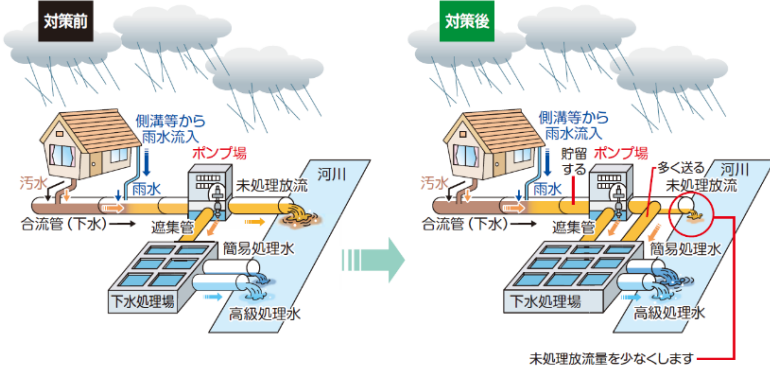 対策前
側溝等から
雨水流入
ポンプ場
河川
汚水
雨水
未処理放流
合流管（下水）
遮集管
簡易処理水
下水処理場
高級処理水
対策後
側溝等から
雨水流入
貯留
する
ポンプ場
多く送る
河川
汚水
雨水
未処理放流
合流管（下水）
遮集管
簡易処理水
下水処理場
高級処理水
未処理放流量を少なくします